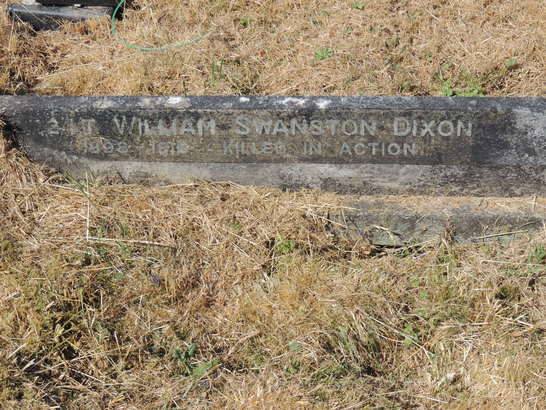 2/LT. WILLIAM SWANSTON DIXON
KILLED IN ACTION.